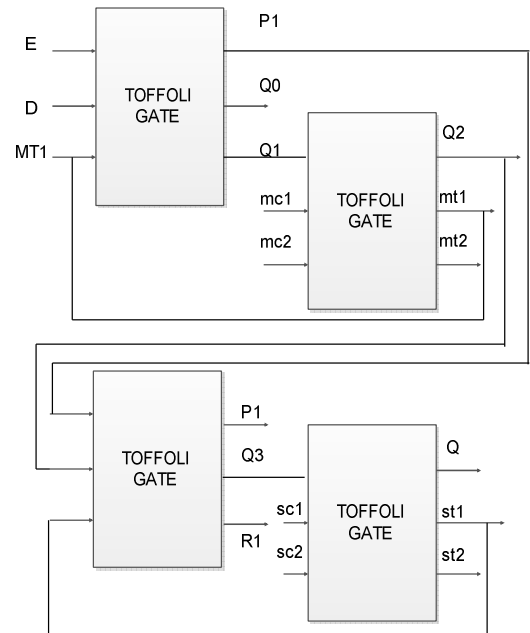 P1
E
TOFFOLI
GATE
Q0
D
MT1
Q1
Q2
TOFFOLI
GATE
mc1
mt1
mc2
mt2
TOFFOLI
GATE
P1
Q3
Q
TOFFOLI
GATE
sc1
st1
R1
sc2
st2